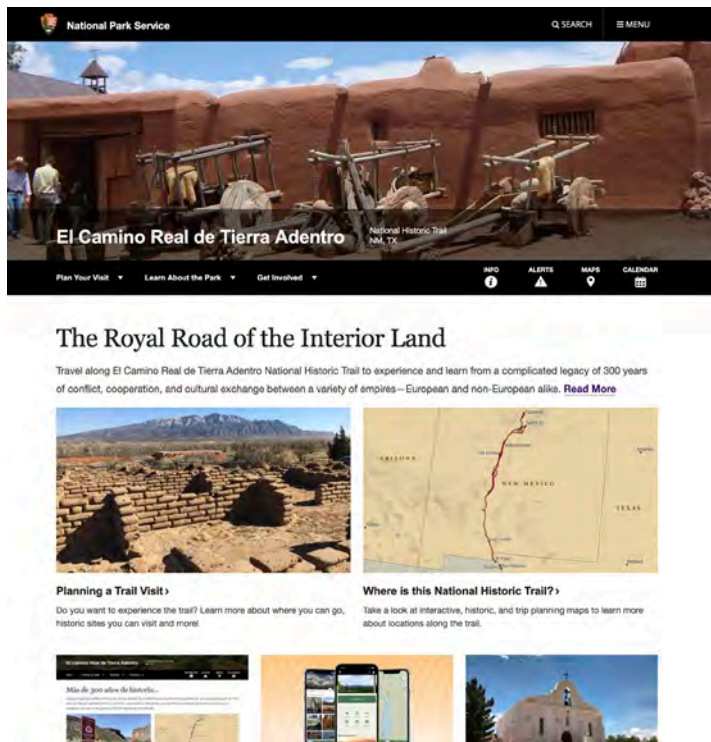 National Park Service
SEARCH
MENU
El Camino Real de Tierra Adentro
National Historic Trail
NM, TX
Plan Your Visit
Learn About the Park
Get Involved
INFO
ALERTS
MAPS
CALENDAR
The Royal Road of the Interior Land
Travel along El Camino Real de Tierra Adentro National Historic Trail to experience and learn from a complicated legacy of 300 years
of conflict, cooperation, and cultural exchange between a variety of empires—European and non-European alike. Read More
ARIZONA
NEW MEXICO
TEXAS
Planning a Trail Visit ›
Do you want to experience the trail? Learn more about where you can go,
historic sites you can visit and more!
Where is this National Historic Trail? ›
Take a look at interactive, historic, and trip planning maps to learn more
about locations along the trail.
El Camino Real de Tierra Adentro
Más de 300 años de historia...